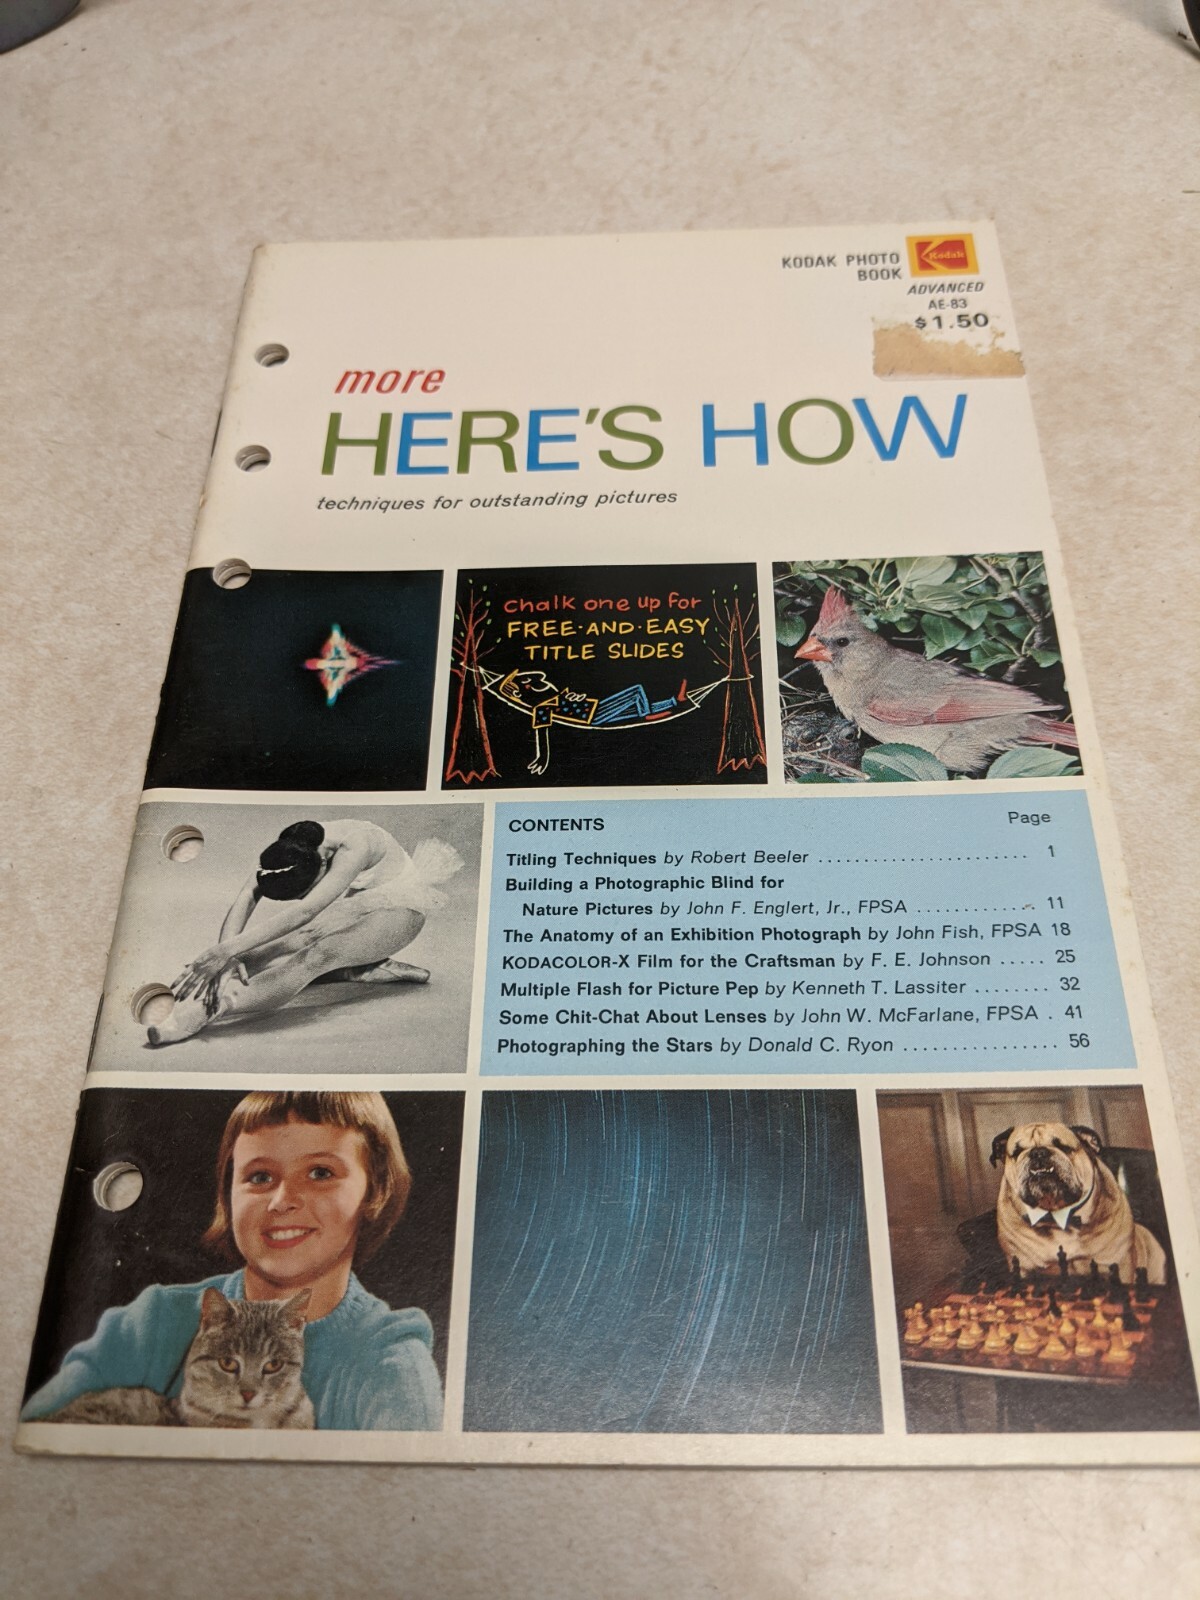 KODAK PHOTO
BOOK
Kodak
ADVANCED
AE-83
$1.50
more
HERE'S HOW
techniques for outstanding pictures
Chalk one up for
FREE-AND-EASY
TITLE SLIDES
CONTENTS Page
Titling Techniques by Robert Beeler ........................ 1
Building a Photographic Blind for
Nature Pictures by John F. Englert, Jr., FPSA ............. 11
The Anatomy of an Exhibition Photograph by John Fish, FPSA 18
KODACOLOR-X Film for the Craftsman by F. E. Johnson ..... 25
Multiple Flash for Picture Pep by Kenneth T. Lassiter ........ 32
Some Chit-Chat About Lenses by John W. McFarlane, FPSA . 41
Photographing the Stars by Donald C. Ryon ................ 56